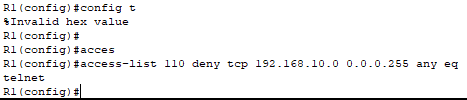 R1(config)#config t
%Invalid hex value
R1(config)#
R1(config)#acces
R1(config)#access-list 110 deny tcp 192.168.10.0 0.0.0.255 any eq
telnet
R1(config)#